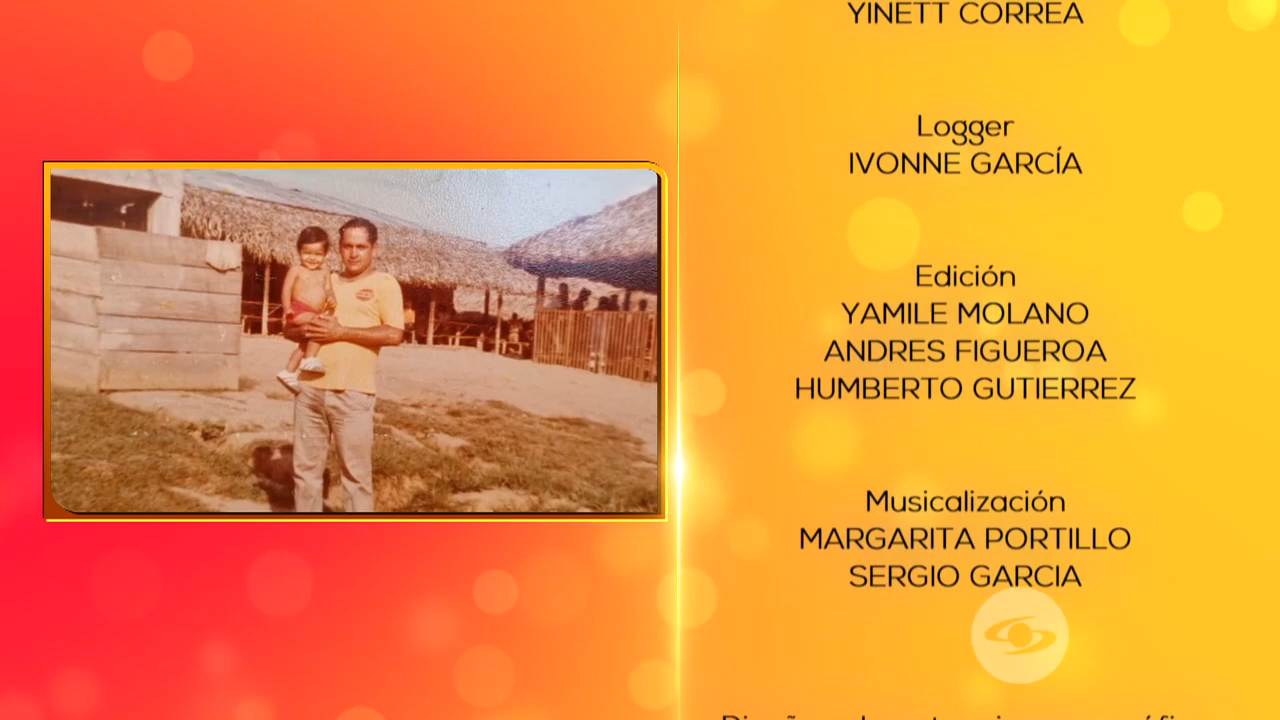 YINETT CORREA
Logger
IVONNE GARCÍA
Edición
YAMILE MOLANO
ANDRES FIGUEROA
HUMBERTO GUTIERREZ
Musicalización
MARGARITA PORTILLO
SERGIO GARCIA